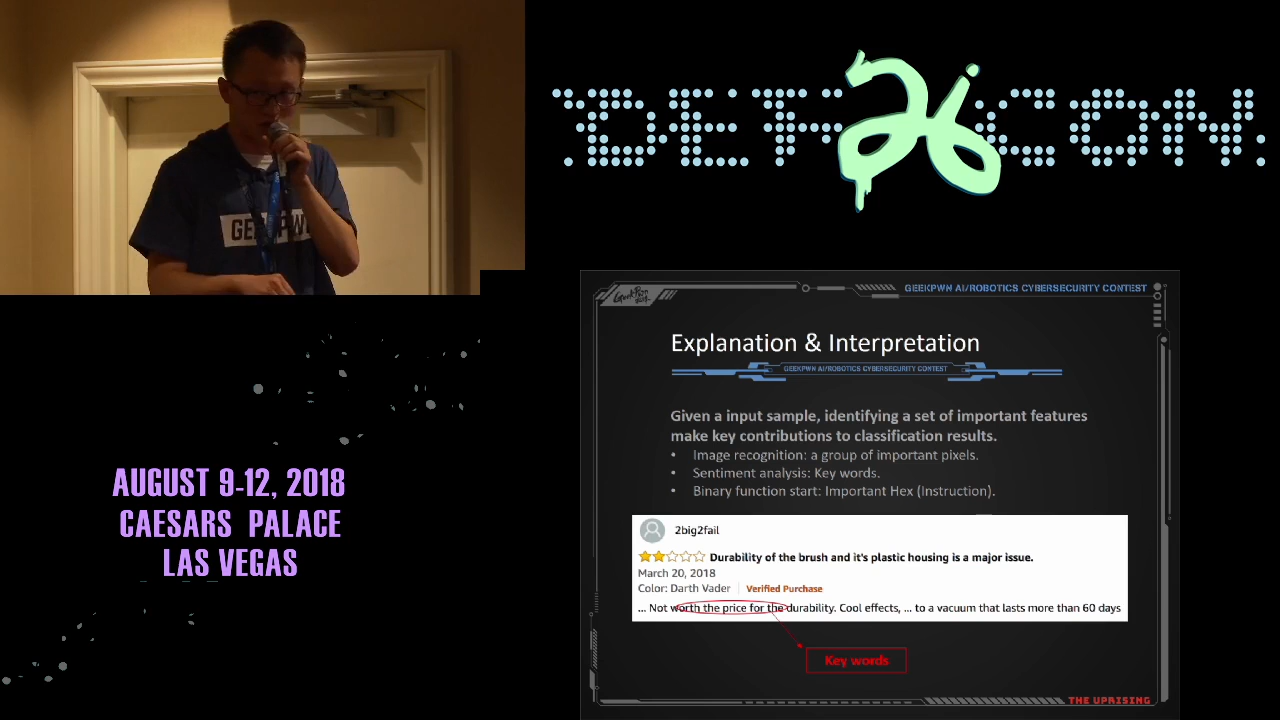 DEF CON 26
GEEKPWN
AUGUST 9-12, 2018
CAESARS PALACE
LAS VEGAS
GEEKPWN AI/ROBOTICS CYBERSECURITY CONTEST
Explanation & Interpretation
GEEKPWN AI/ROBOTICS CYBERSECURITY CONTEST
Given a input sample, identifying a set of important features
make key contributions to classification results.
• Image recognition: a group of important pixels.
• Sentiment analysis: Key words.
• Binary function start: Important Hex (Instruction).
2big2fail
Durability of the brush and it's plastic housing is a major issue.
March 20, 2018
Color: Darth Vader | Verified Purchase
... Not worth the price for the durability. Cool effects, ... to a vacuum that lasts more than 60 days
Key words
THE UPRISING